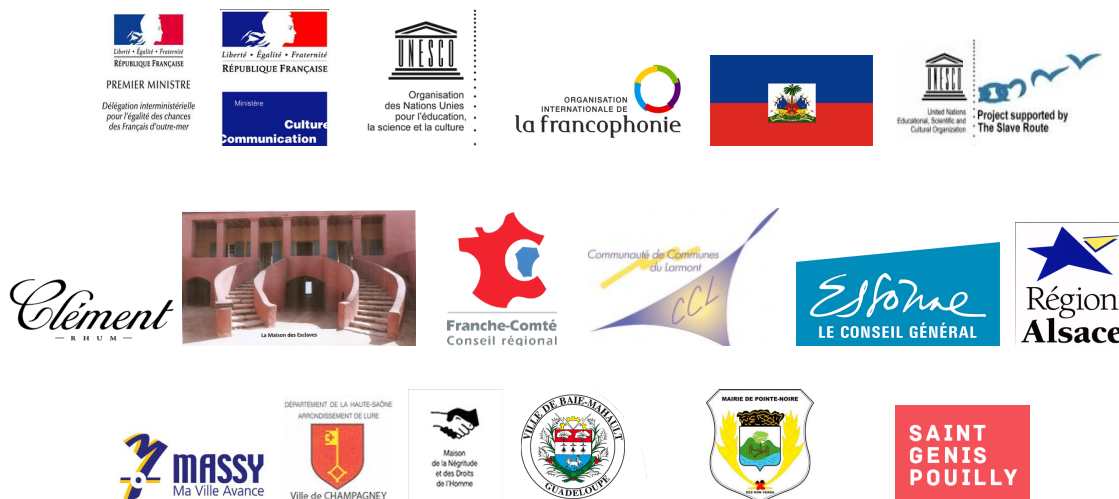 Liberté • Égalité • Fraternité
RÉPUBLIQUE FRANÇAISE
PREMIER MINISTRE
Délégation interministérielle
pour l'égalité des chances
des Français d'outre-mer
Liberté • Égalité • Fraternité
RÉPUBLIQUE FRANÇAISE
Ministère
Culture
Communication
UNESCO
Organisation
des Nations Unies
pour l'éducation,
la science et la culture
ORGANISATION
INTERNATIONALE DE
la francophonie
UNESCO
United Nations
Educational, Scientific and
Cultural Organization
Project supported by
The Slave Route
Clément
RHUM
La Maison des Esclaves
Franche-Comté
Conseil régional
Communauté de Communes
du Larmont
CCL
Essonne
LE CONSEIL GÉNÉRAL
Région
Alsace
MASSY
Ma Ville Avance
DÉPARTEMENT DE LA HAUTE-SAÔNE
ARRONDISSEMENT DE LURE
Ville de CHAMPAGNEY
Maison
de la Négritude
et des Droits
de l'Homme
VILLE DE BAIE-MAHAULT
GUADELOUPE
MAIRIE DE POINTE-NOIRE
SAINT
GENIS
POUILLY